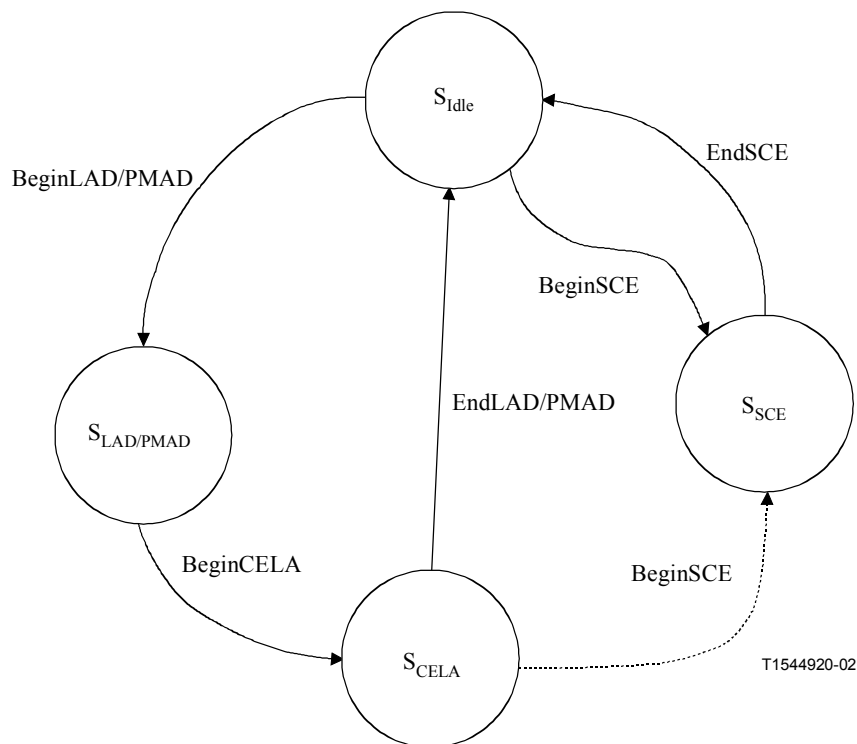 S_Idle
EndSCE
BeginLAD/PMAD
BeginSCE
EndLAD/PMAD
S_SCE
S_LAD/PMAD
BeginCELA
BeginSCE
S_CELA
T1544920-02